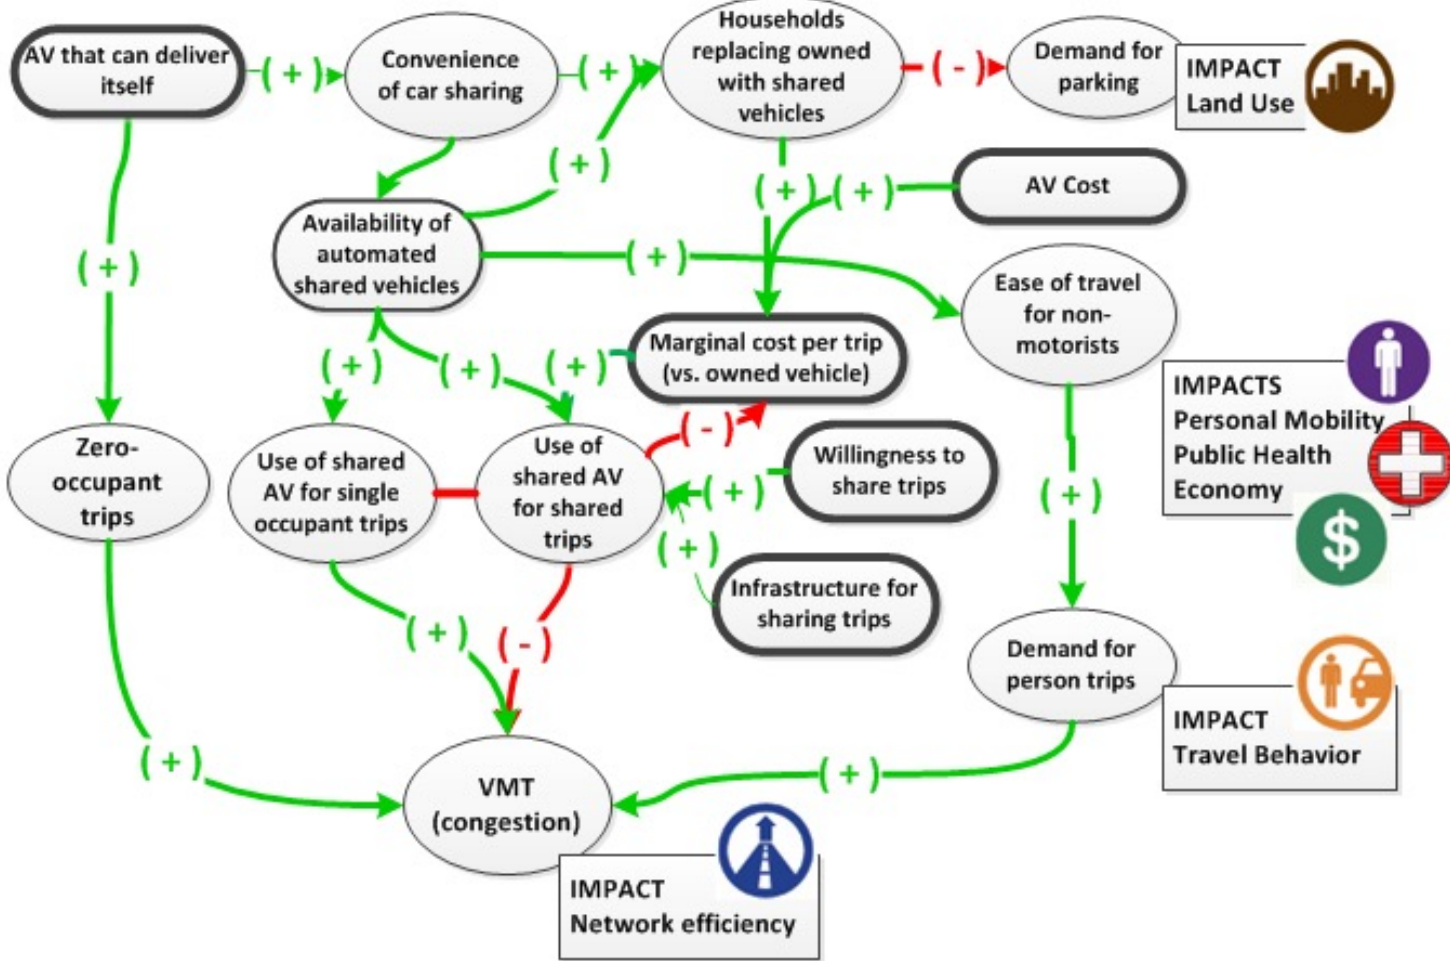 AV that can deliver
itself
( + )
Convenience
of car sharing
( + )
Households
replacing owned
with shared
vehicles
( - )
Demand for
parking
IMPACT
Land Use
( + )
( + )
( + )
AV Cost
Availability of
automated
shared vehicles
( + )
( + )
Ease of travel
for non-
motorists
( + )
( + )
( + )
Marginal cost per trip
(vs. owned vehicle)
IMPACTS
Personal Mobility
Public Health
Economy
( - )
Zero-
occupant
trips
Use of shared
AV for single
occupant trips
Use of
shared AV
for shared
trips
( + )
Willingness to
share trips
( + )
( + )
Infrastructure for
sharing trips
( + )
( - )
Demand for
person trips
IMPACT
Travel Behavior
( + )
( + )
VMT
(congestion)
$
IMPACT
Network efficiency